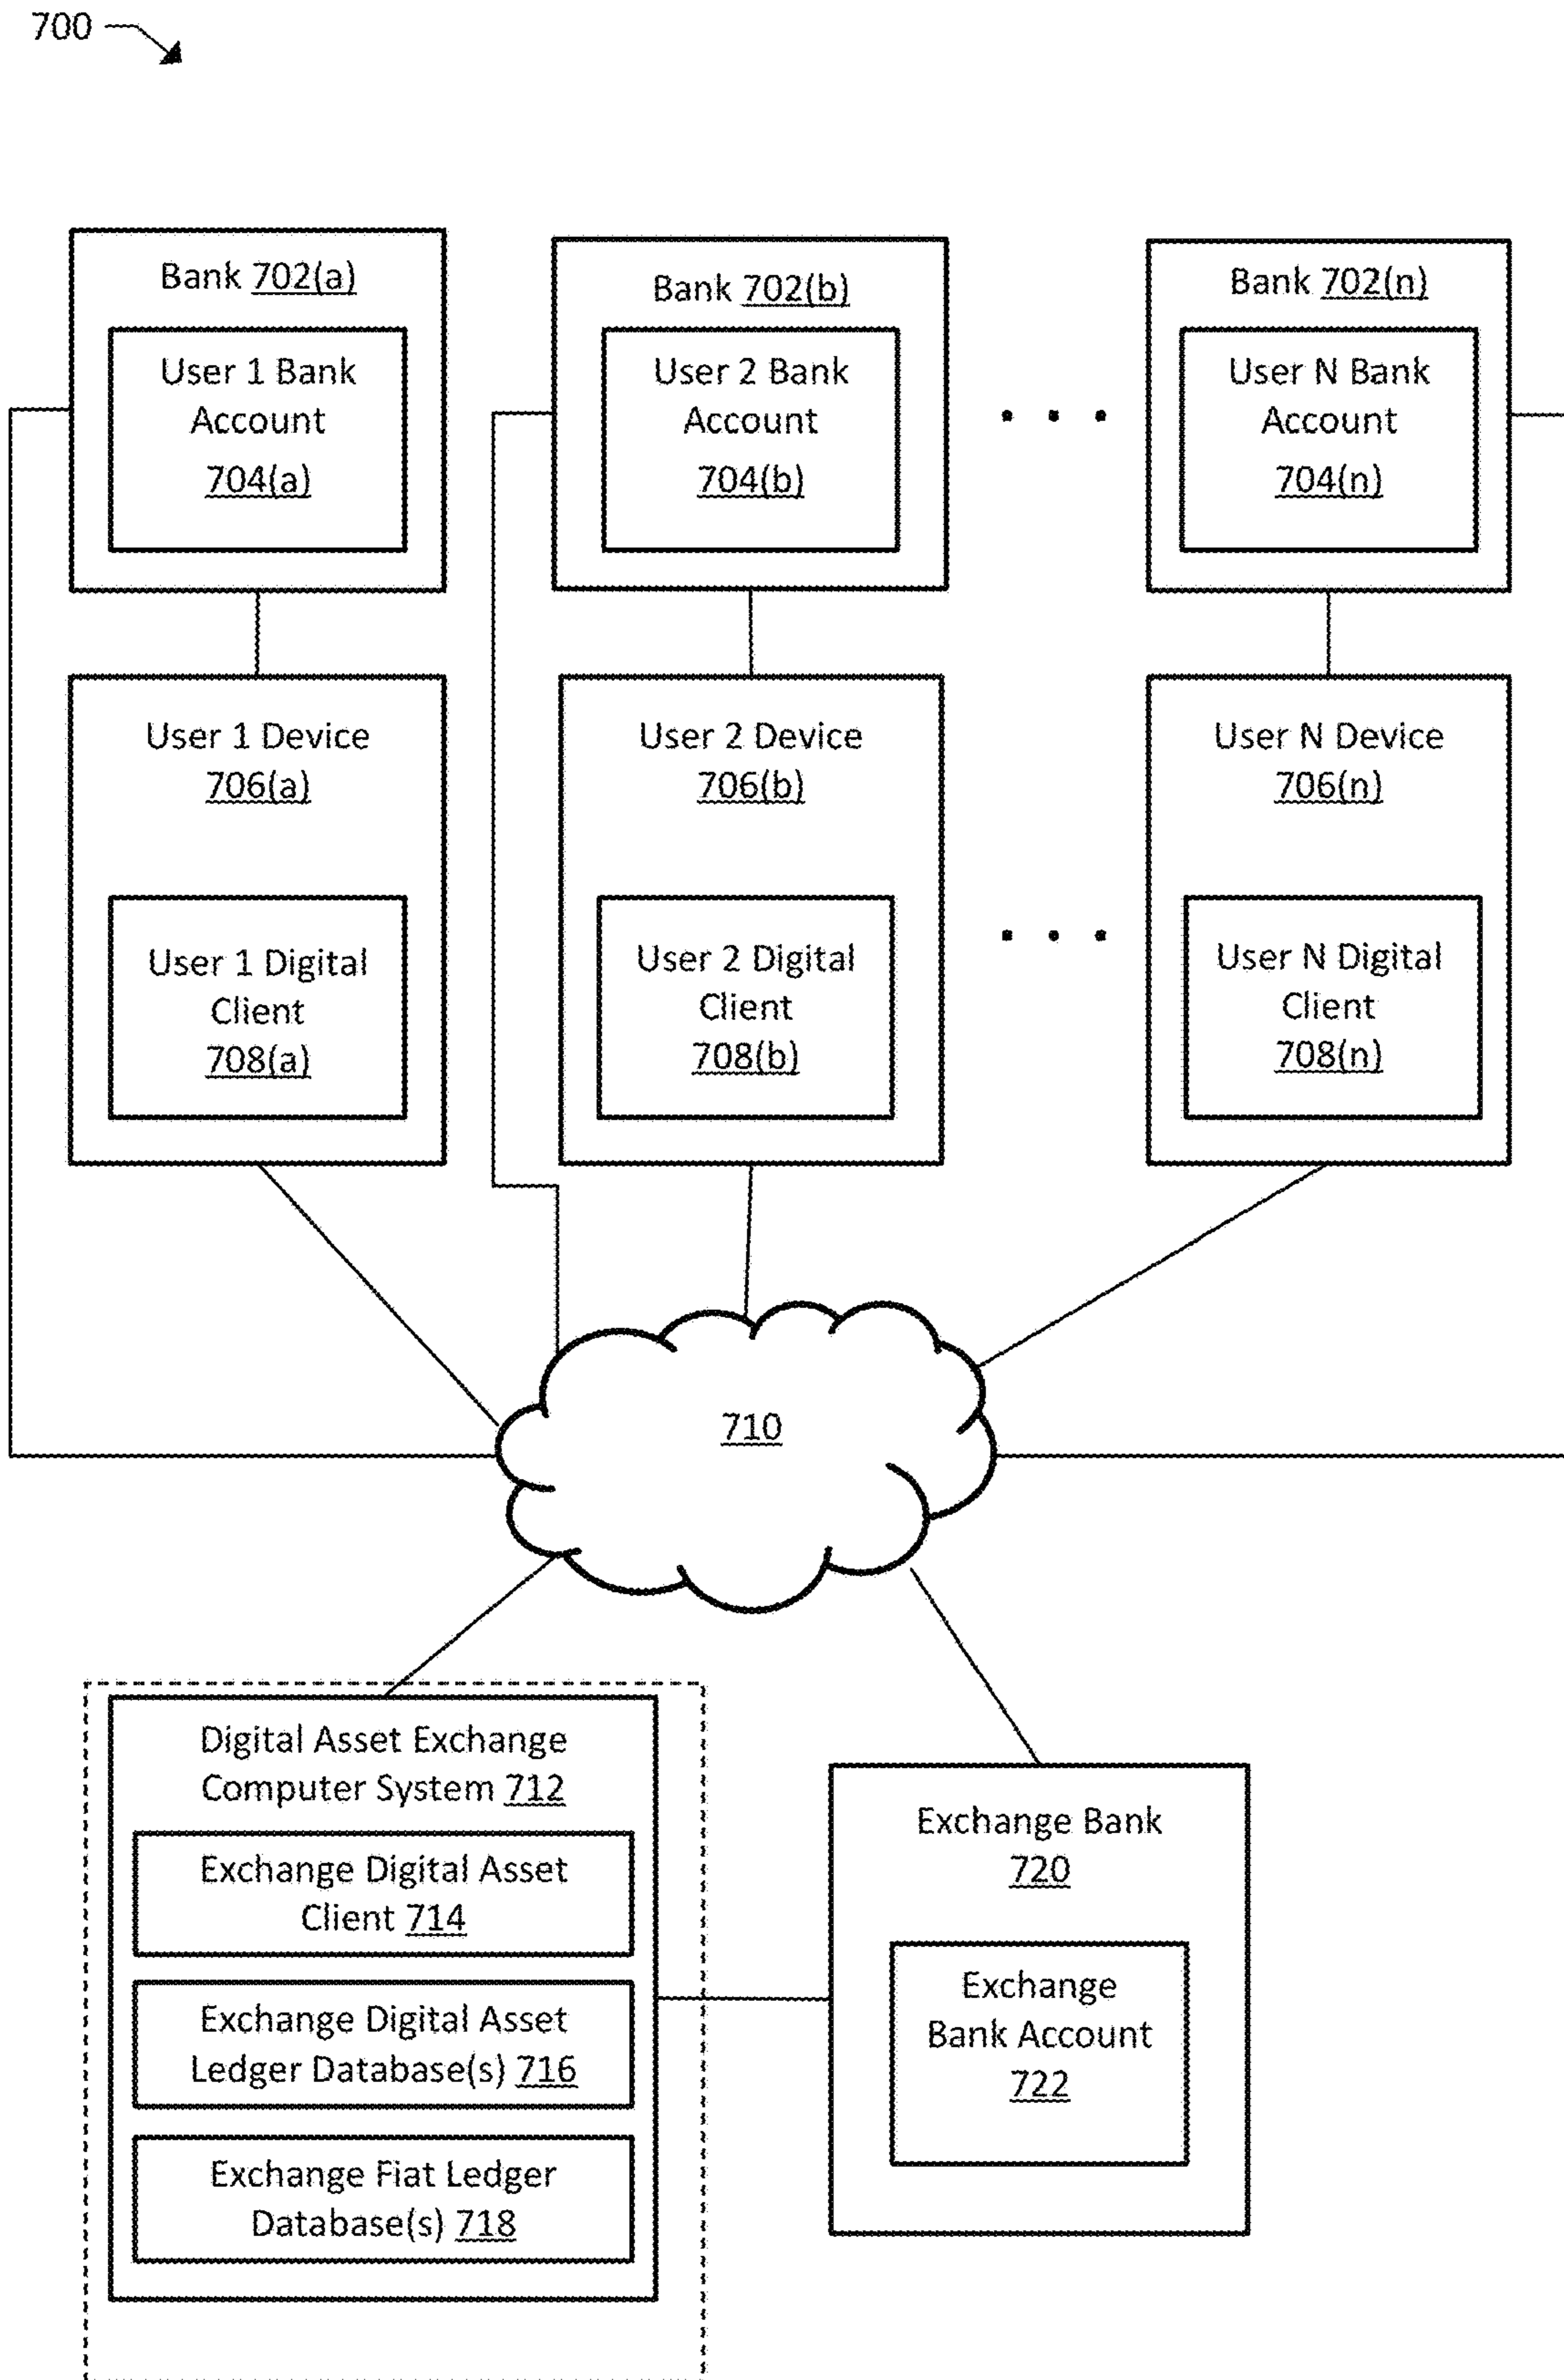 700
Bank 702(a)
User 1 Bank
Account
704(a)
Bank 702(b)
User 2 Bank
Account
704(b)
Bank 702(n)
User N Bank
Account
704(n)
User 1 Device
706(a)
User 1 Digital
Client
708(a)
User 2 Device
706(b)
User 2 Digital
Client
708(b)
User N Device
706(n)
User N Digital
Client
708(n)
710
Digital Asset Exchange
Computer System 712
Exchange Digital Asset
Client 714
Exchange Digital Asset
Ledger Database(s) 716
Exchange Fiat Ledger
Database(s) 718
Exchange Bank
720
Exchange
Bank Account
722